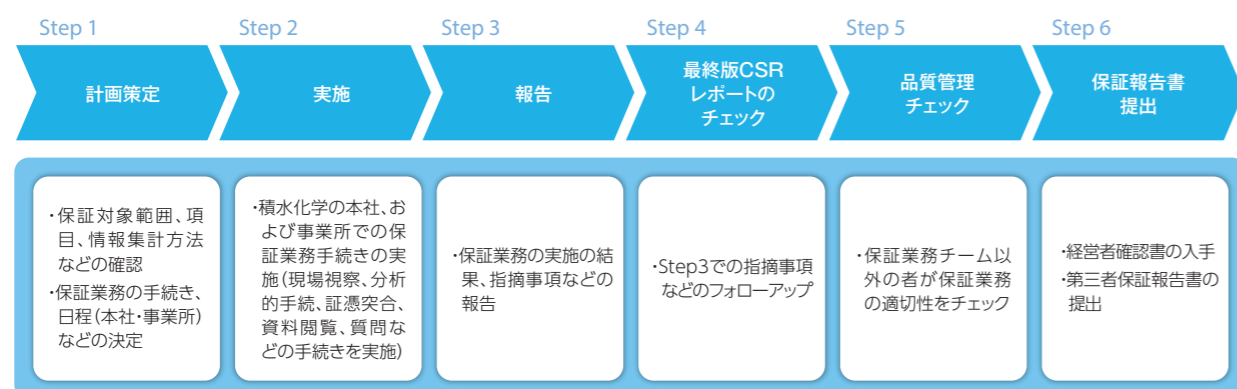 Step 1
Step 2
Step 3
Step 4
Step 5
Step 6
計画策定
実施
報告
最終版CSR
レポートの
チェック
品質管理
チェック
保証報告書
提出
・保証対象範囲、項
目、情報集計方法
などの確認
・保証業務の手続き、
日程(本社・事業所)
などの決定
・積水化学の本社、お
よび事業所での保
証業務手続きの実
施(現場視察、分析
的手続、証憑突合、
資料閲覧、質問な
どの手続きを実施)
・保証業務の実施の結
果、指摘事項などの
報告
・Step3での指摘事項
などのフォローアップ
・保証業務チーム以
外の者が保証業務
の適切性をチェック
・経営者確認書の入手
・第三者保証報告書の
提出